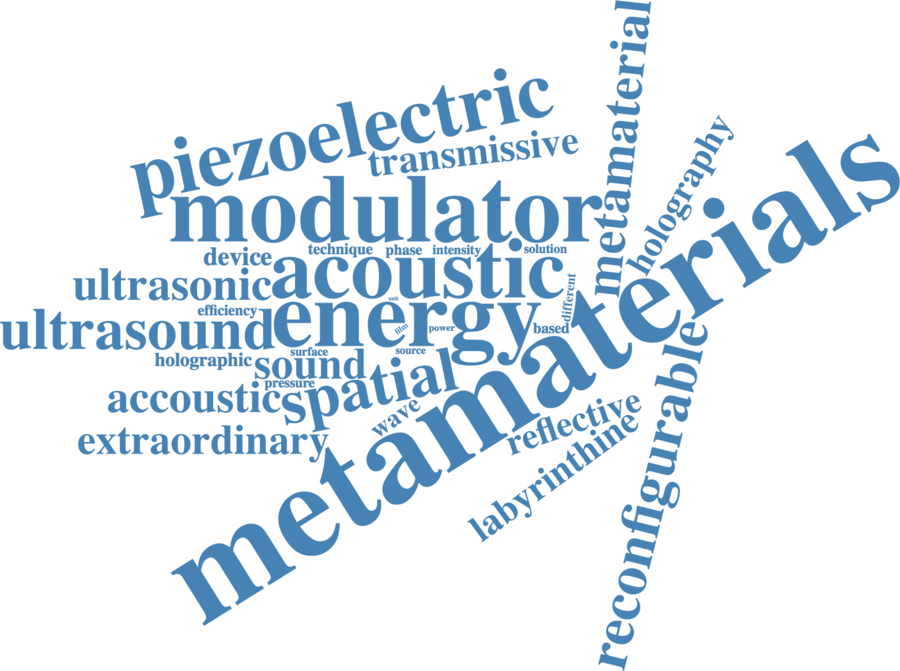 metamaterial
piezoelectric
transmissive
holography
metamaterials
modulator
device
technique
phase
intensity
solution
ultrasonic
acoustic
different
efficiency
unit
energy
ultrasound
film
power
based
holographic
surface
sound
source
pressure
spatial
accoustic
wave
reflective
extraordinary
labyrinthine
reconfigurable